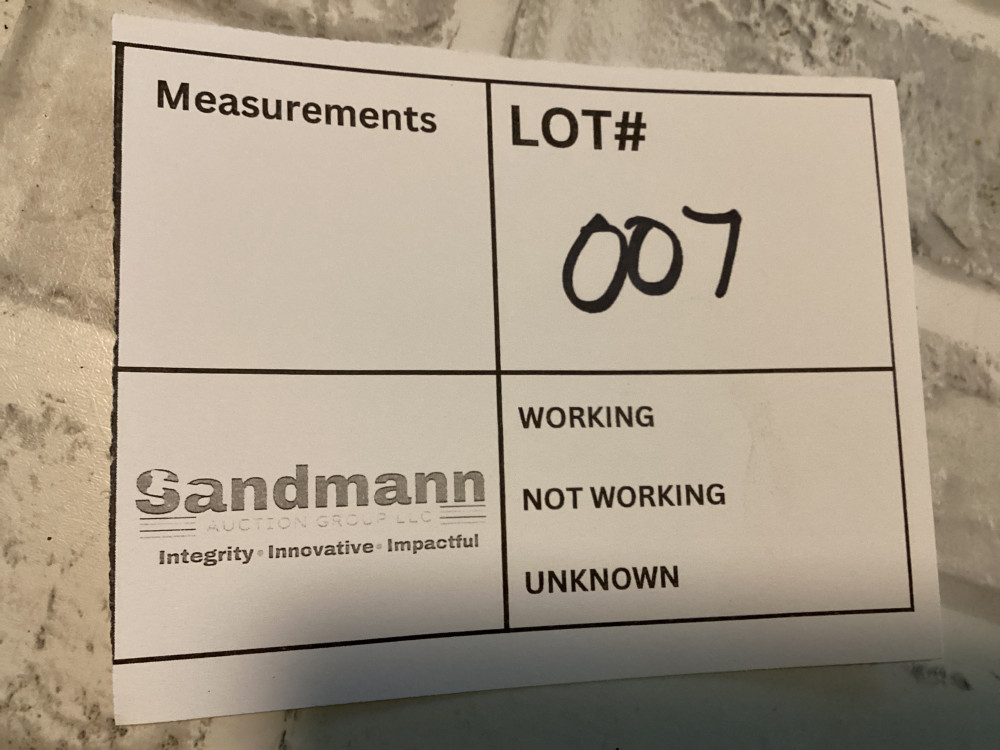 Measurements
LOT#
007
Sandmann
AUCTION GROUP LLC
Integrity • Innovative • Impactful
WORKING
NOT WORKING
UNKNOWN